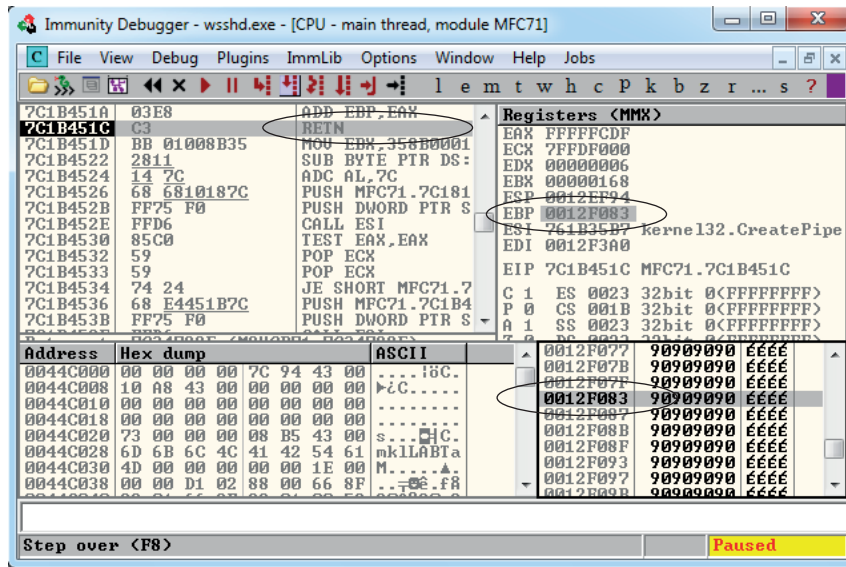 Immunity Debugger - wsshd.exe - [CPU - main thread, module MFC71]
C File View Debug Plugins ImmLib Options Window Help Jobs
l e m t w h c P k b z r ... s ?
7C1B451A 03E8 ADD EBP,EAX
7C1B451C C3 RETN
7C1B451D BB 01008B35 MOV EBX,358B0001
7C1B4522 2811 SUB BYTE PTR DS:
7C1B4524 14 7C ADC AL,7C
7C1B4526 68 6810187C PUSH MFC71.7C181
7C1B452B FF75 F0 PUSH DWORD PTR S
7C1B452E FFD6 CALL ESI
7C1B4530 85C0 TEST EAX,EAX
7C1B4532 59 POP ECX
7C1B4533 59 POP ECX
7C1B4534 74 24 JE SHORT MFC71.7
7C1B4536 68 E4451B7C PUSH MFC71.7C1B4
7C1B453B FF75 F0 PUSH DWORD PTR S
Registers (MMX)
EAX FFFFFCDF
ECX 7FFDF000
EDX 00000006
EBX 00000168
ESP 0012EF94
EBP 0012F083
ESI 761B35B7 kernel32.CreatePipe
EDI 0012F3A0
EIP 7C1B451C MFC71.7C1B451C
C 1 ES 0023 32bit 0(FFFFFFFF)
P 0 CS 001B 32bit 0(FFFFFFFF)
A 1 SS 0023 32bit 0(FFFFFFFF)
Address Hex dump ASCII
0044C000 00 00 00 00 7C 94 43 00 ....¦öC.
0044C008 10 A8 43 00 00 00 00 00 ►¿C.....
0044C010 00 00 00 00 00 00 00 00 ........
0044C018 00 00 00 00 00 00 00 00 ........
0044C020 73 00 00 00 08 B5 43 00 s...◘╡C.
0044C028 6D 6B 6C 4C 41 42 54 61 mklLABTa
0044C030 4D 00 00 00 00 00 1E 00 M.....▲.
0044C038 00 00 D1 02 88 00 66 8F ..╤☻ê.fÅ
0012F077 90909090 ÉÉÉÉ
0012F07B 90909090 ÉÉÉÉ
0012F07F 90909090 ÉÉÉÉ
0012F083 90909090 ÉÉÉÉ
0012F087 90909090 ÉÉÉÉ
0012F08B 90909090 ÉÉÉÉ
0012F08F 90909090 ÉÉÉÉ
0012F093 90909090 ÉÉÉÉ
0012F097 90909090 ÉÉÉÉ
0012F09B 90909090 ÉÉÉÉ
Step over (F8) Paused